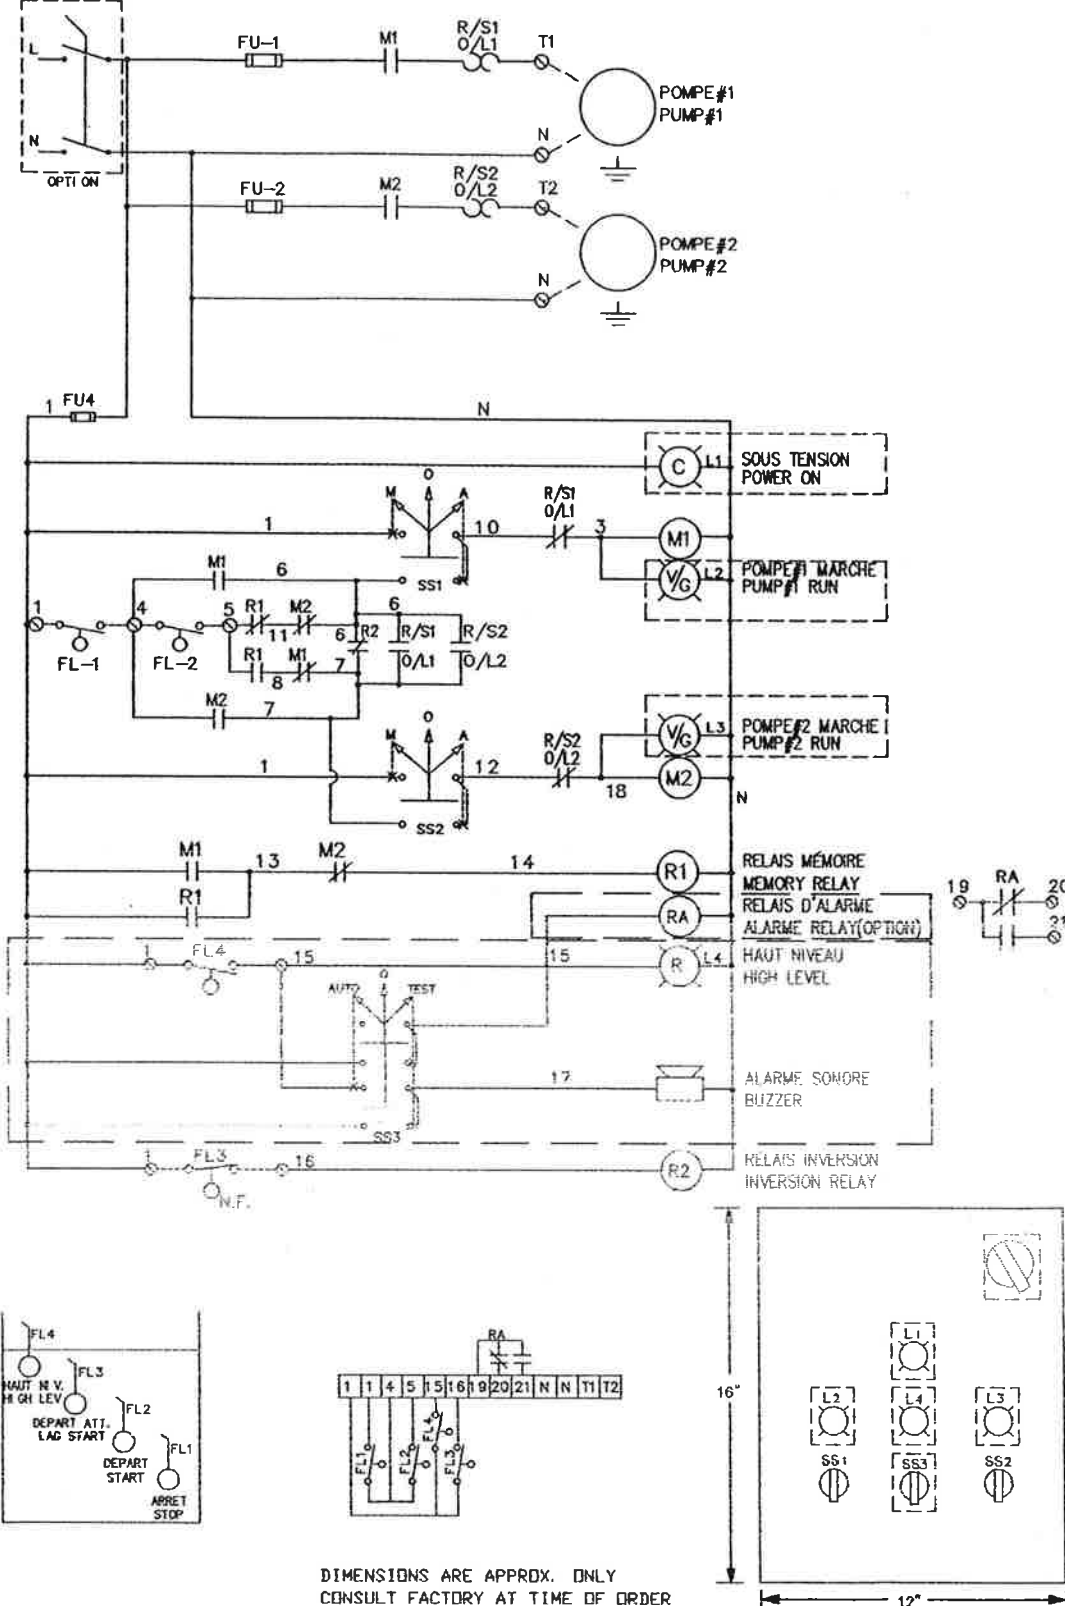 L
N
OPTION
FU-1
M1
R/S1
O/L1
T1
POMPE#1
PUMP#1
N
FU-2
M2
R/S2
O/L2
T2
POMPE#2
PUMP#2
N
1
FU4
N
C
L1
SOUS TENSION
POWER ON
M
O
A
1
10
R/S1
O/L1
3
M1
SS1
V/G
L2
POMPE#1 MARCHE
PUMP#1 RUN
M1
6
1
4
5
R1
M2
11
6
6
R2
R/S1
O/L1
R/S2
O/L2
FL-1
FL-2
R1
M1
8
7
M2
7
M
O
A
1
12
R/S2
O/L2
18
SS2
V/G
L3
POMPE#2 MARCHE
PUMP#2 RUN
M2
N
M1
13
M2
14
R1
RELAIS MÉMOIRE
MEMORY RELAY
R1
RA
RELAIS D'ALARME
ALARME RELAY(OPTION)
19
RA
20
21
1
FL4
15
15
R
L4
HAUT NIVEAU
HIGH LEVEL
AUTO
O
TEST
17
ALARME SONORE
BUZZER
SS3
1
FL3
16
N.F.
R2
RELAIS INVERSION
INVERSION RELAY
FL4
HAUT NIV.
HIGH LEV
FL3
DEPART ATT.
LAG START
FL2
DEPART
START
FL1
ARRET
STOP
RA
1 1 4 5 15 16 19 20 21 N N T1 T2
FL1
FL2
FL4
FL3
16"
L1
L2
L4
L3
SS1
SS3
SS2
12"
DIMENSIONS ARE APPROX. ONLY
CONSULT FACTORY AT TIME OF ORDER